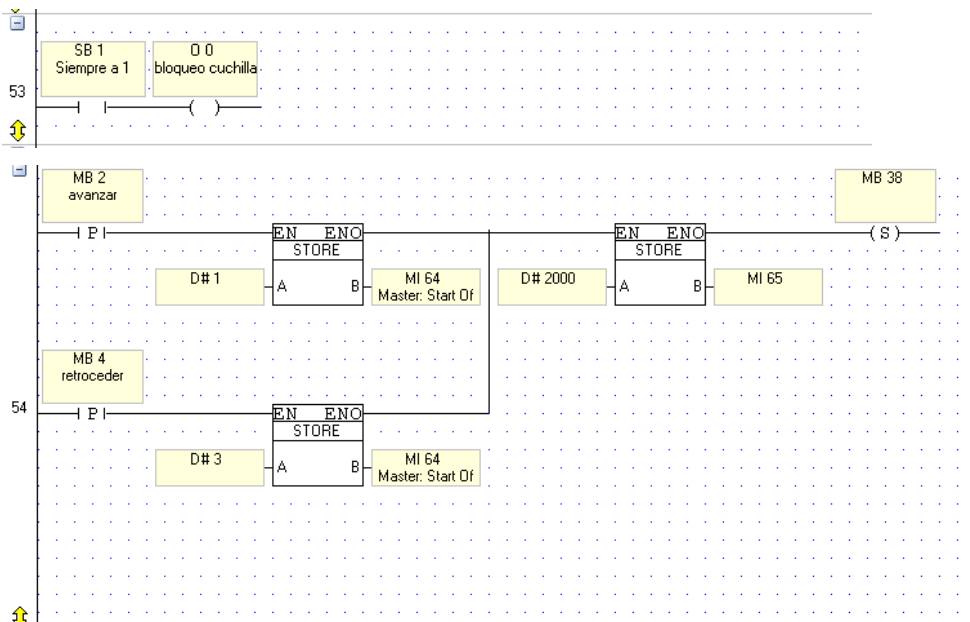 SB 1
Siempre a 1
O 0
bloqueo cuchilla
53
MB 2
avanzar
MB 38
P
EN ENO
STORE
EN ENO
STORE
S
D# 1
A B
MI 64
Master: Start Of
D# 2000
A B
MI 65
MB 4
retroceder
54
P
EN ENO
STORE
D# 3
A B
MI 64
Master: Start Of